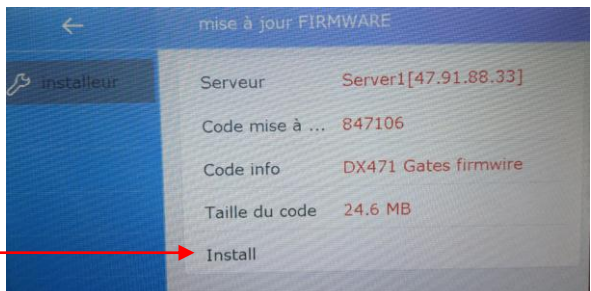 mise à jour FIRMWARE
installeur
Serveur Server1[47.91.88.33]
Code mise à ... 847106
Code info DX471 Gates firmwire
Taille du code 24.6 MB
Install